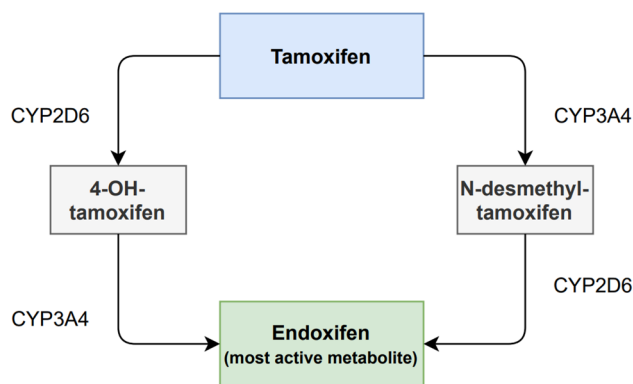 Tamoxifen
CYP2D6
CYP3A4
4-OH-
tamoxifen
N-desmethyl-
tamoxifen
CYP3A4
CYP2D6
Endoxifen
(most active metabolite)